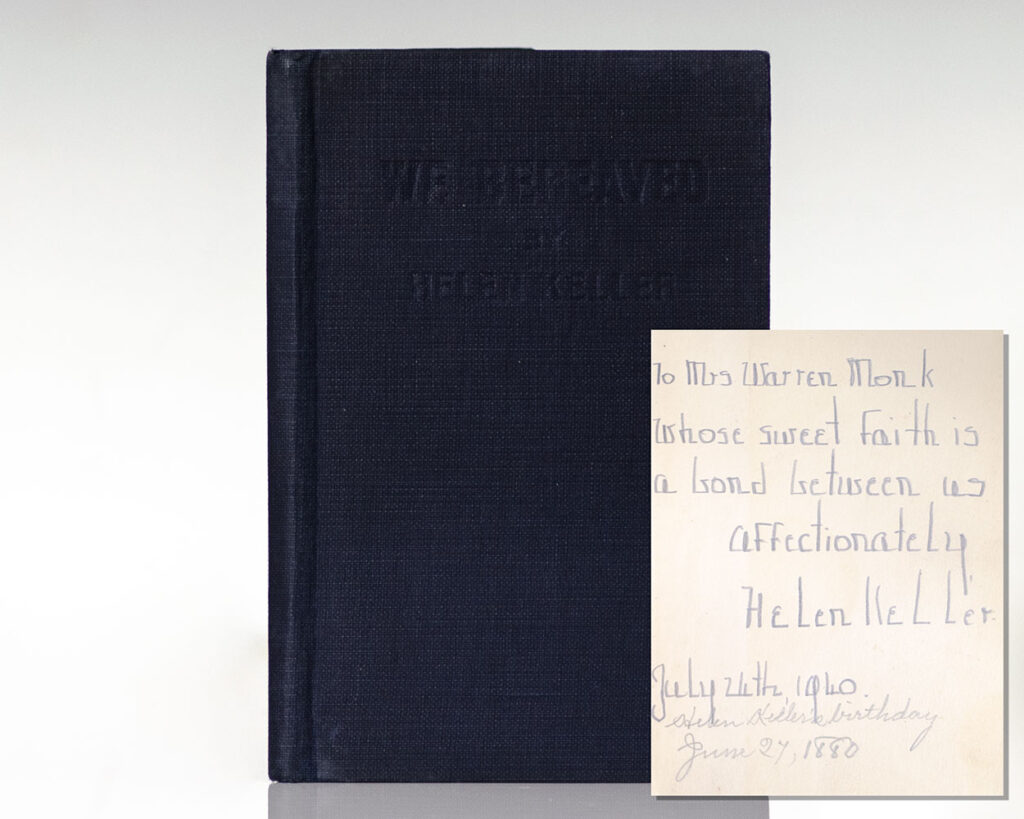 WE BEREAVED
BY
HELEN KELLER
To Mrs Warren Monk
whose sweet faith is
a bond between us
affectionately
Helen Keller.
July 24th, 1940.
Helen Keller's birthday
June 27, 1880